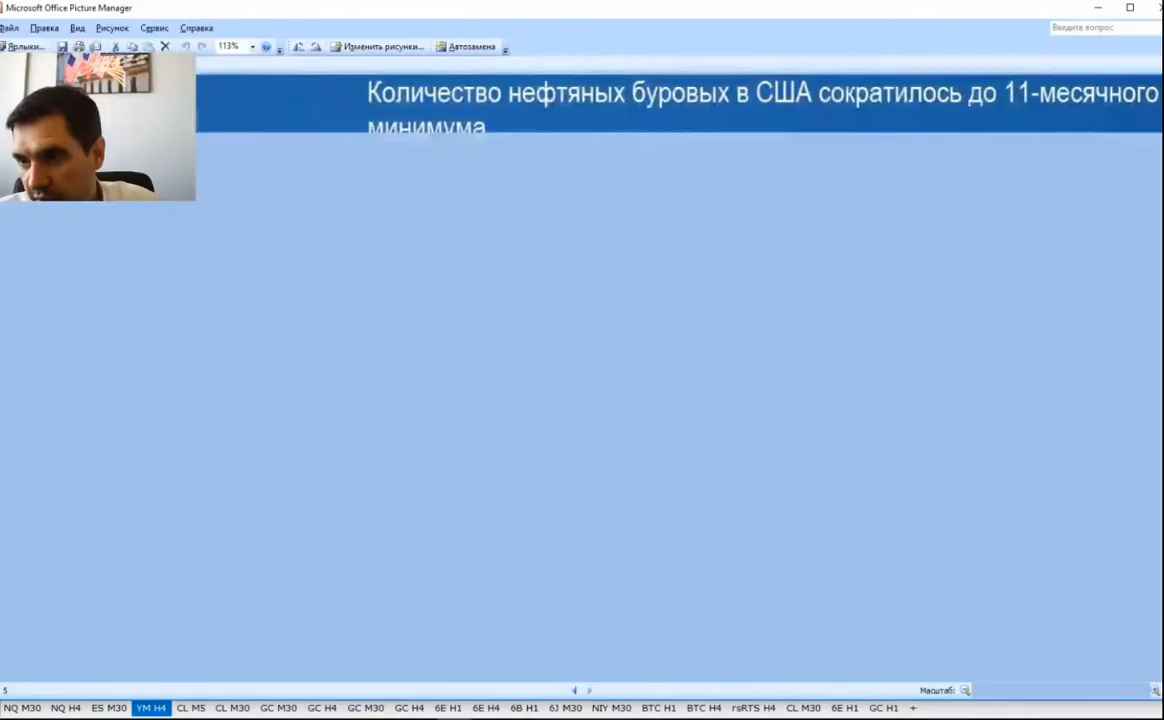 Microsoft Office Picture Manager
Файл Правка Вид Рисунок Сервис Справка
Введите вопрос
Ярлыки... 113% Изменить рисунки... Автозамена
Количество нефтяных буровых в США сократилось до 11-месячного
минимума
5
Масштаб:
NQ M30 NQ H4 ES M30 YM H4 CL M5 CL M30 GC M30 GC H4 GC M30 GC H4 6E H1 6E H4 6B H1 6J M30 NIY M30 BTC H1 BTC H4 rsRTS H4 CL M30 6E H1 GC H1 +